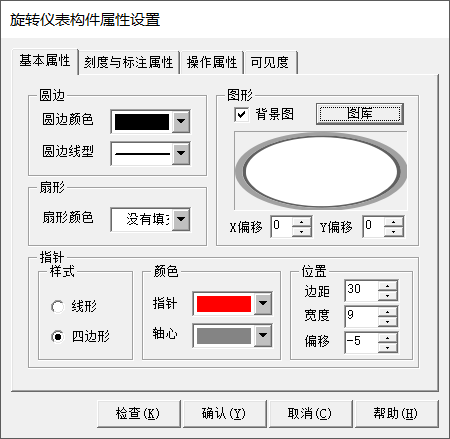 旋转仪表构件属性设置
基本属性 刻度与标注属性 操作属性 可见度
圆边
圆边颜色
圆边线型
扇形
扇形颜色 没有填充
图形
背景图 图库
X偏移 0 Y偏移 0
指针
样式
线形
四边形
颜色
指针
轴心
位置
边距 30
宽度 9
偏移 -5
检查(K) 确认(Y) 取消(C) 帮助(H)